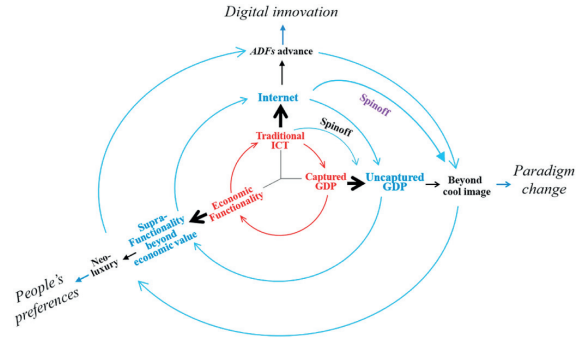 Digital innovation
ADFs advance
Internet
Spinoff
Traditional
ICT
Spinoff
Captured
GDP
Uncaptured
GDP
Beyond
cool image
Paradigm
change
Economic
Functionality
Supra-
Functionality
beyond
economic value
Neo-
luxury
People's
preferences